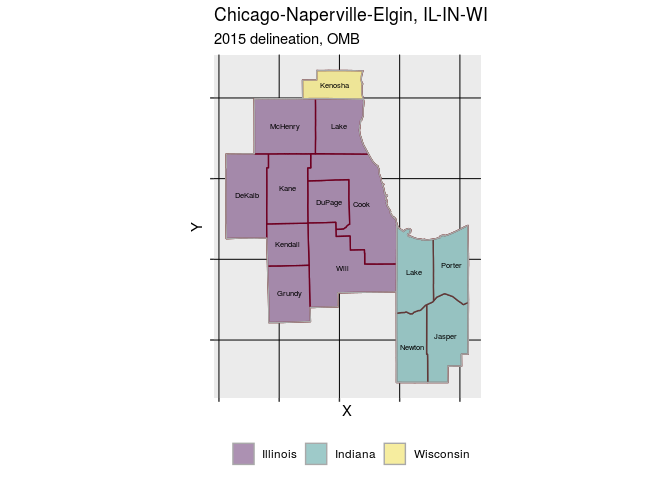 Chicago-Naperville-Elgin, IL-IN-WI
2015 delineation, OMB
Kenosha
McHenry
Lake
DeKalb
Kane
DuPage
Cook
Kendall
Will
Grundy
Lake
Porter
Newton
Jasper
Y
X
Illinois
Indiana
Wisconsin